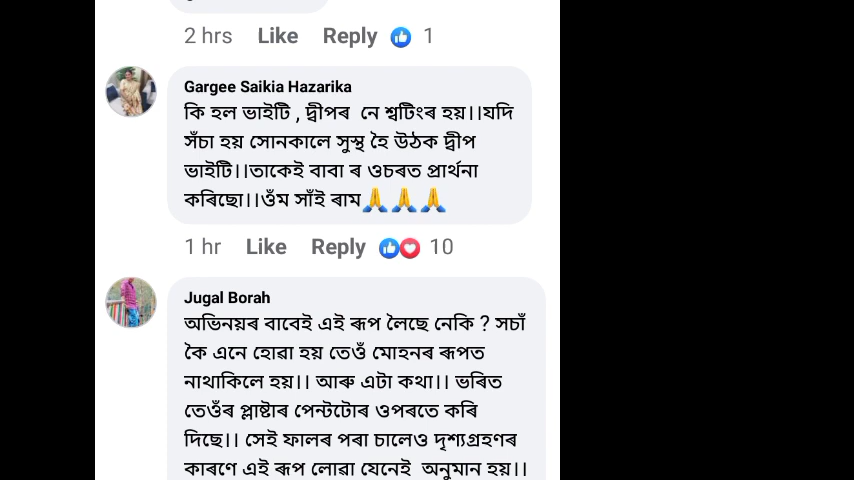 2 hrs Like Reply 1
Gargee Saikia Hazarika
কি হল ভাইটি , দ্বীপৰ নে শ্বটিংৰ হয়।।যদি
সঁচা হয় সোনকালে সুস্থ হৈ উঠক দ্বীপ
ভাইটি।।তাকেই বাবা ৰ ওচৰত প্ৰাৰ্থনা
কৰিছো।।ওঁম সাঁই ৰাম🙏🙏🙏
1 hr Like Reply 10
Jugal Borah
অভিনয়ৰ বাবেই এই ৰূপ লৈছে নেকি ? সচাঁ
কৈ এনে হোৱা হয় তেওঁ মোহনৰ ৰূপত
নাথাকিলে হয়।। আৰু এটা কথা।। ভৰিত
তেওঁৰ প্লাষ্টাৰ পেন্টটোৰ ওপৰতে কৰি
দিছে।। সেই ফালৰ পৰা চালেও দৃশ্যগ্ৰহণৰ
কাৰণে এই ৰূপ লোৱা যেনেই অনুমান হয়।।